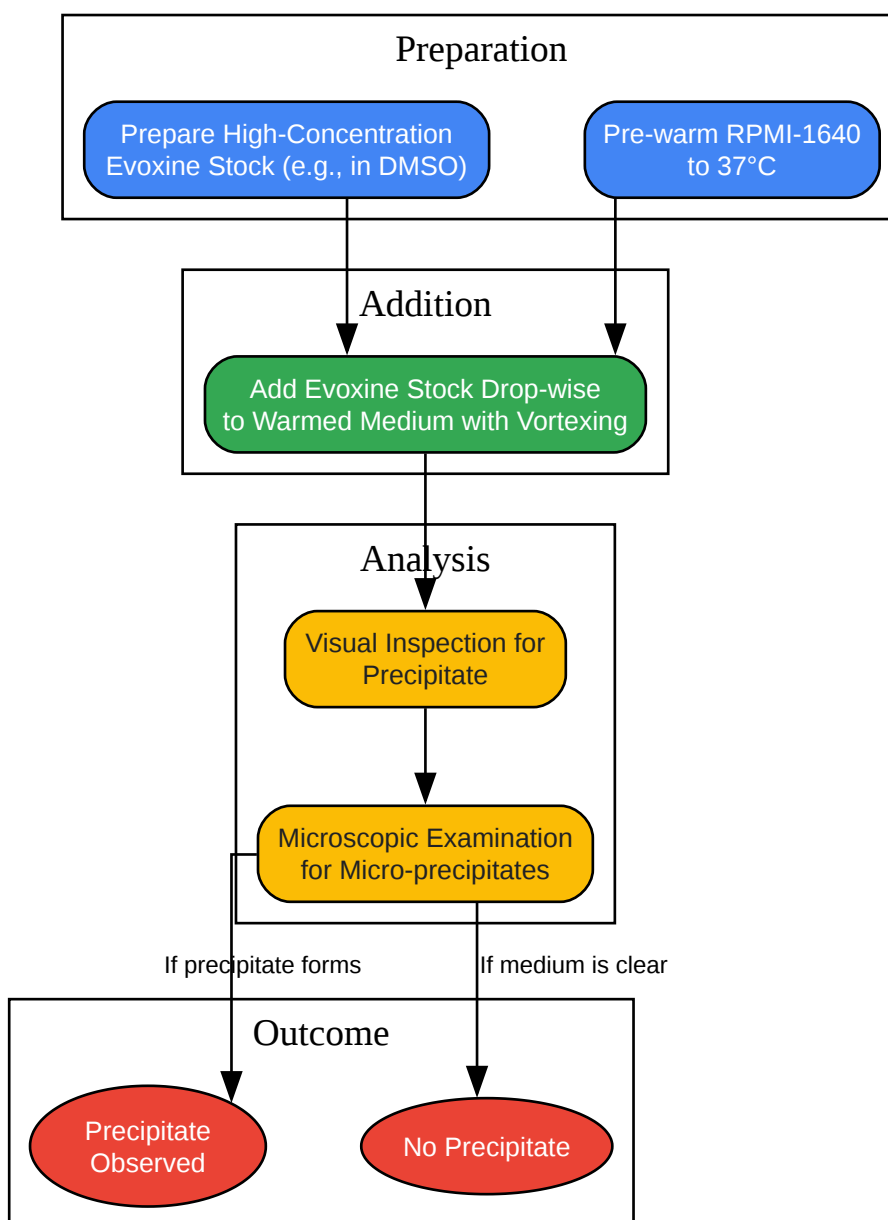 Preparation
Prepare High-Concentration
Evoxine Stock (e.g., in DMSO)
Pre-warm RPMI-1640
to 37°C
Addition
Add Evoxine Stock Drop-wise
to Warmed Medium with Vortexing
Analysis
Visual Inspection for
Precipitate
Microscopic Examination
for Micro-precipitates
If precipitate forms
If medium is clear
Outcome
Precipitate
Observed
No Precipitate